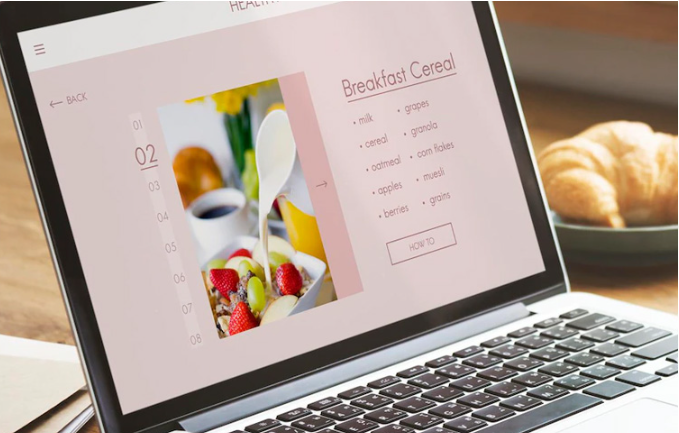 BACK
01
02
03
04
05
06
07
08
Breakfast Cereal
• milk
• cereal
• oatmeal
• apples
• berries
• grapes
• granola
• corn flakes
• muesli
• grains
HOW TO